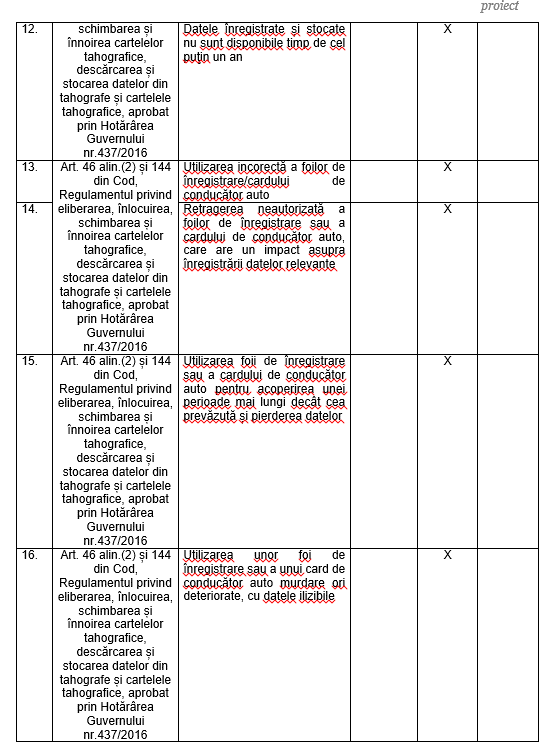 proiect
12.
schimbarea și
înnoirea cartelelor
tahografice,
descărcarea și
stocarea datelor din
tahografe și cartelele
tahografice, aprobat
prin Hotărârea
Guvernului
nr.437/2016
Datele înregistrate și stocate
nu sunt disponibile timp de cel
puțin un an
X
13.
Art. 46 alin.(2) și 144
din Cod,
Regulamentul privind
Utilizarea incorectă a foilor de
înregistrare/cardului de
conducător auto
X
14.
eliberarea, înlocuirea,
schimbarea și
înnoirea cartelelor
tahografice,
descărcarea și
stocarea datelor din
tahografe și cartelele
tahografice, aprobat
prin Hotărârea
Guvernului
nr.437/2016
Retragerea neautorizată a
foilor de înregistrare sau a
cardului de conducător auto,
care are un impact asupra
înregistrării datelor relevante
X
15.
Art. 46 alin.(2) și 144
din Cod,
Regulamentul privind
eliberarea, înlocuirea,
schimbarea și
înnoirea cartelelor
tahografice,
descărcarea și
stocarea datelor din
tahografe și cartelele
tahografice, aprobat
prin Hotărârea
Guvernului
nr.437/2016
Utilizarea foii de înregistrare
sau a cardului de conducător
auto pentru acoperirea unei
perioade mai lungi decât cea
prevăzută și pierderea datelor
X
16.
Art. 46 alin.(2) și 144
din Cod,
Regulamentul privind
eliberarea, înlocuirea,
schimbarea și
înnoirea cartelelor
tahografice,
descărcarea și
stocarea datelor din
tahografe și cartelele
tahografice, aprobat
prin Hotărârea
Guvernului
nr.437/2016
Utilizarea unor foi de
înregistrare sau a unui card de
conducător auto murdare ori
deteriorate, cu datele ilizibile
X